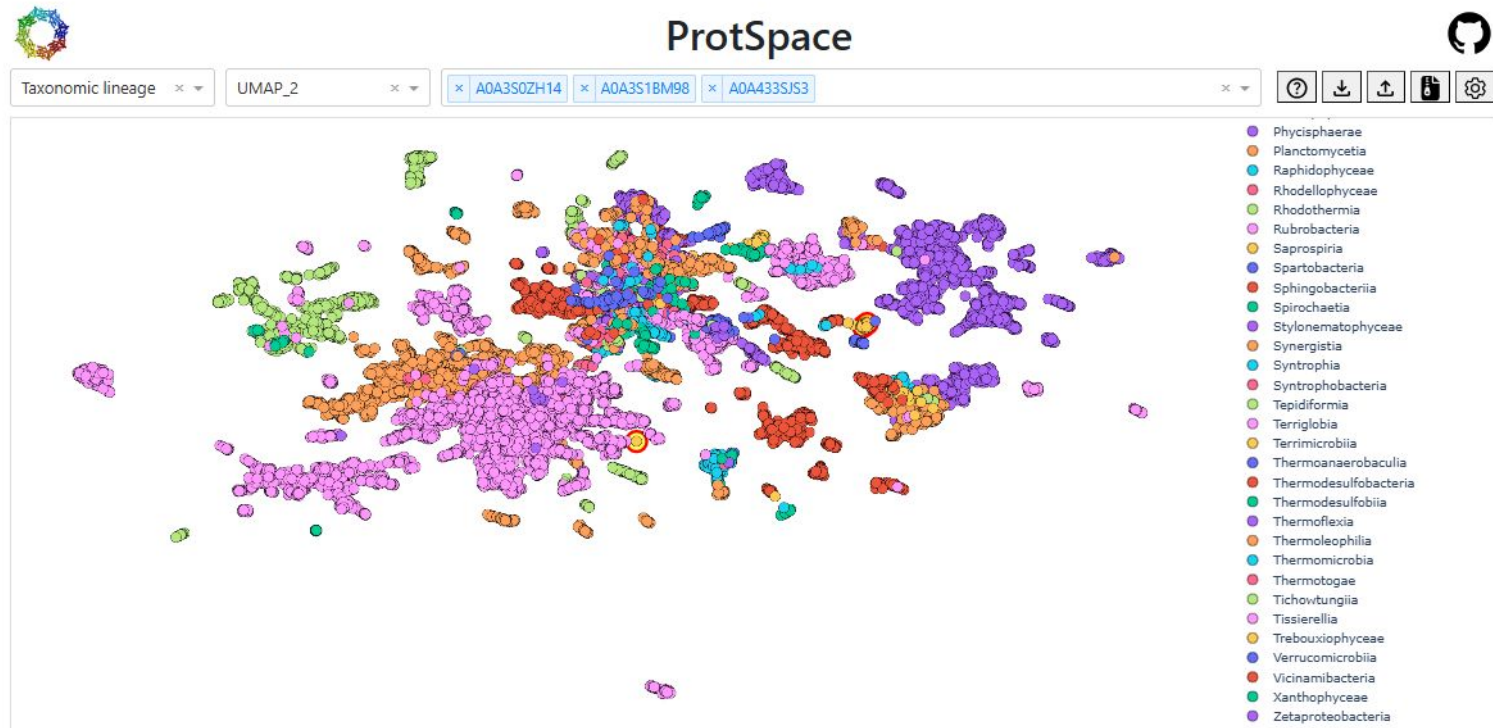 ProtSpace
Taxonomic lineage × UMAP_2 × × A0A3S0ZH14 × A0A3S1BM98 × A0A433SJS3 ×
Phycisphaerae
Planctomycetia
Raphidophyceae
Rhodellophyceae
Rhodothermia
Rubrobacteria
Saprospiria
Spartobacteria
Sphingobacteriia
Spirochaetia
Stylonematophyceae
Synergistia
Syntrophia
Syntrophobacteria
Tepidiformia
Terriglobia
Terrimicrobiia
Thermoanaerobaculia
Thermodesulfobacteria
Thermodesulfobiia
Thermoflexia
Thermoleophilia
Thermomicrobia
Thermotogae
Tichowtungiia
Tissierellia
Trebouxiophyceae
Verrucomicrobiia
Vicinamibacteria
Xanthophyceae
Zetaproteobacteria